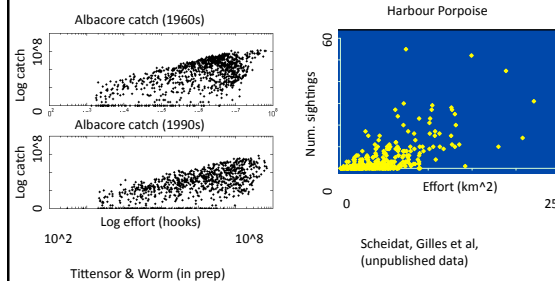 Albacore catch (1960s)
Log catch
0
10^8
Albacore catch (1990s)
Log catch
0
10^8
Log effort (hooks)
10^2
10^8
Tittensor & Worm (in prep)
Harbour Porpoise
60
Num. sightings
0
Effort (km^2)
0
25
Scheidat, Gilles et al,
(unpublished data)